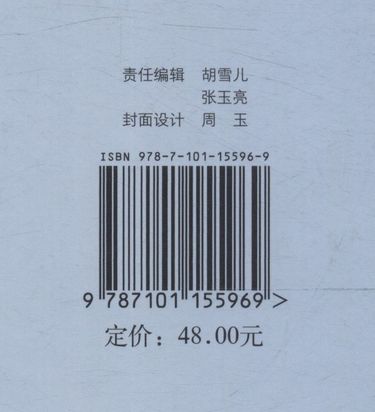 责任编辑　胡雪儿
张玉亮
封面设计　周　玉
ISBN 978-7-101-15596-9
9 787101 155969 >
定价：48.00元